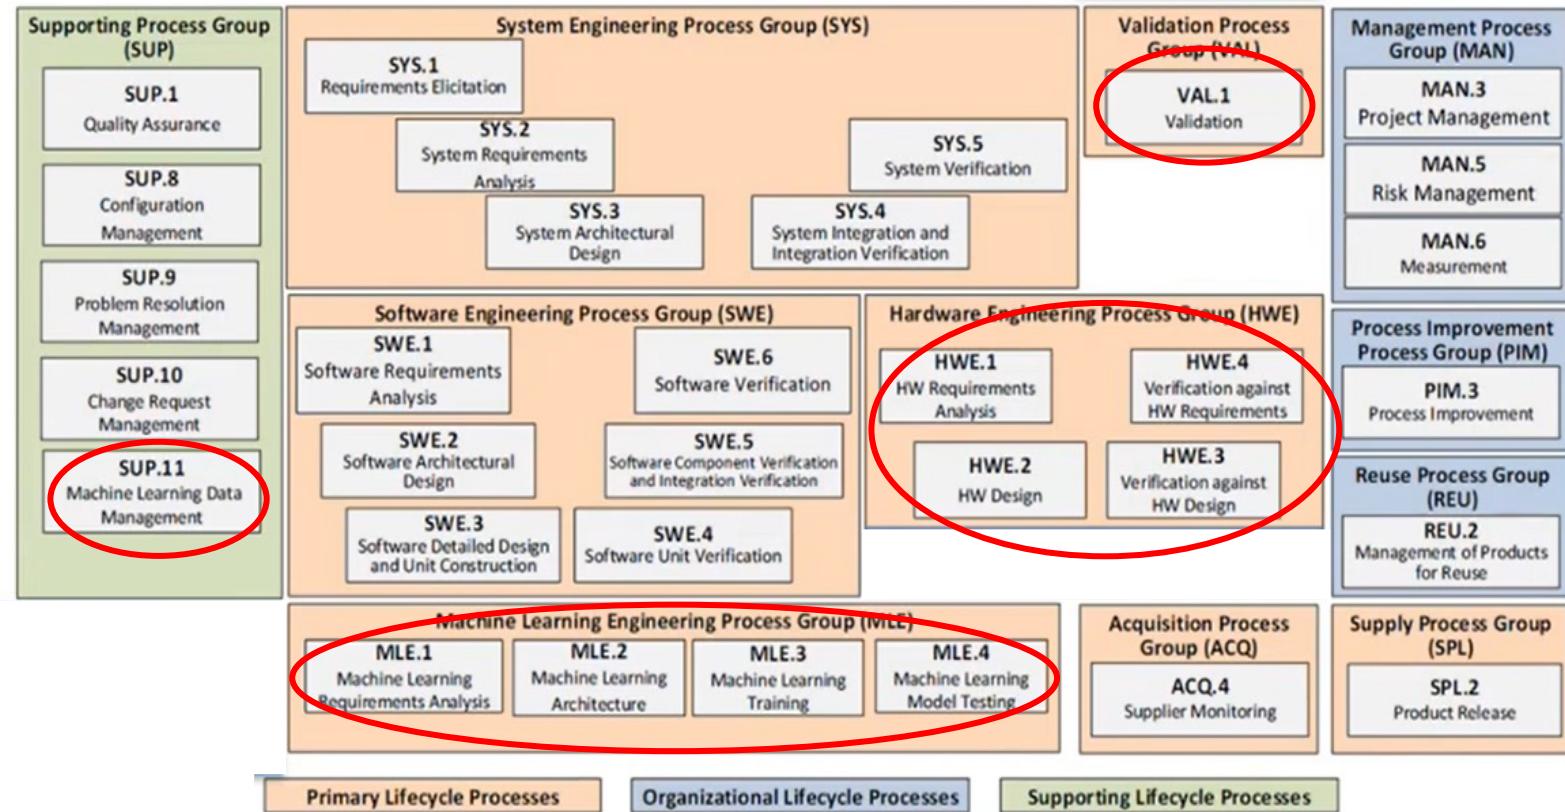 Supporting Process Group
(SUP)
SUP.1
Quality Assurance
SUP.8
Configuration
Management
SUP.9
Problem Resolution
Management
SUP.10
Change Request
Management
SUP.11
Machine Learning Data
Management
System Engineering Process Group (SYS)
SYS.1
Requirements Elicitation
SYS.2
System Requirements
Analysis
SYS.3
System Architectural
Design
SYS.4
System Integration and
Integration Verification
SYS.5
System Verification
Validation Process
Group (VAL)
VAL.1
Validation
Management Process
Group (MAN)
MAN.3
Project Management
MAN.5
Risk Management
MAN.6
Measurement
Software Engineering Process Group (SWE)
SWE.1
Software Requirements
Analysis
SWE.2
Software Architectural
Design
SWE.3
Software Detailed Design
and Unit Construction
SWE.4
Software Unit Verification
SWE.5
Software Component Verification
and Integration Verification
SWE.6
Software Verification
Hardware Engineering Process Group (HWE)
HWE.1
HW Requirements
Analysis
HWE.2
HW Design
HWE.3
Verification against
HW Design
HWE.4
Verification against
HW Requirements
Process Improvement
Process Group (PIM)
PIM.3
Process Improvement
Reuse Process Group
(REU)
REU.2
Management of Products
for Reuse
Machine Learning Engineering Process Group (MLE)
MLE.1
Machine Learning
Requirements Analysis
MLE.2
Machine Learning
Architecture
MLE.3
Machine Learning
Training
MLE.4
Machine Learning
Model Testing
Acquisition Process
Group (ACQ)
ACQ.4
Supplier Monitoring
Supply Process Group
(SPL)
SPL.2
Product Release
Primary Lifecycle Processes
Organizational Lifecycle Processes
Supporting Lifecycle Processes